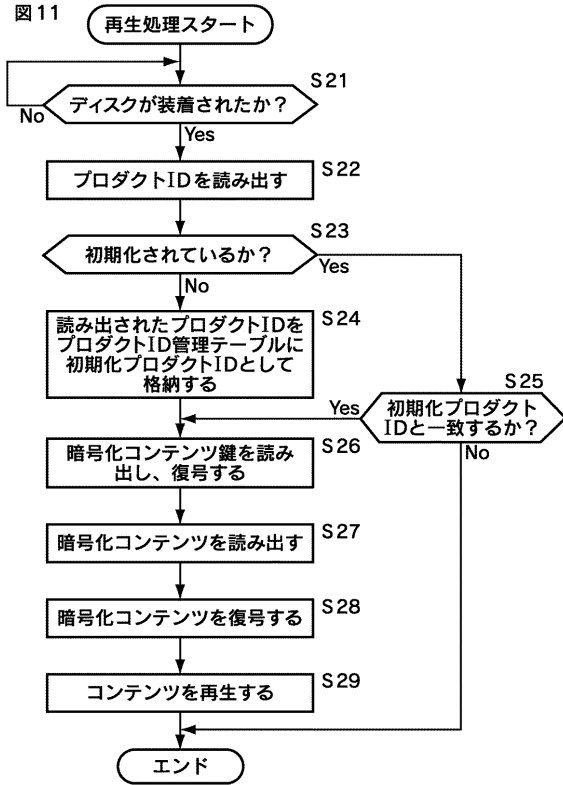 図11
再生処理スタート
S21
ディスクが装着されたか？
No
Yes
S22
プロダクトIDを読み出す
S23
初期化されているか？
Yes
No
S24
読み出されたプロダクトIDを
プロダクトID管理テーブルに
初期化プロダクトIDとして
格納する
S25
初期化プロダクト
IDと一致するか？
Yes
No
S26
暗号化コンテンツ鍵を読み
出し、復号する
S27
暗号化コンテンツを読み出す
S28
暗号化コンテンツを復号する
S29
コンテンツを再生する
エンド